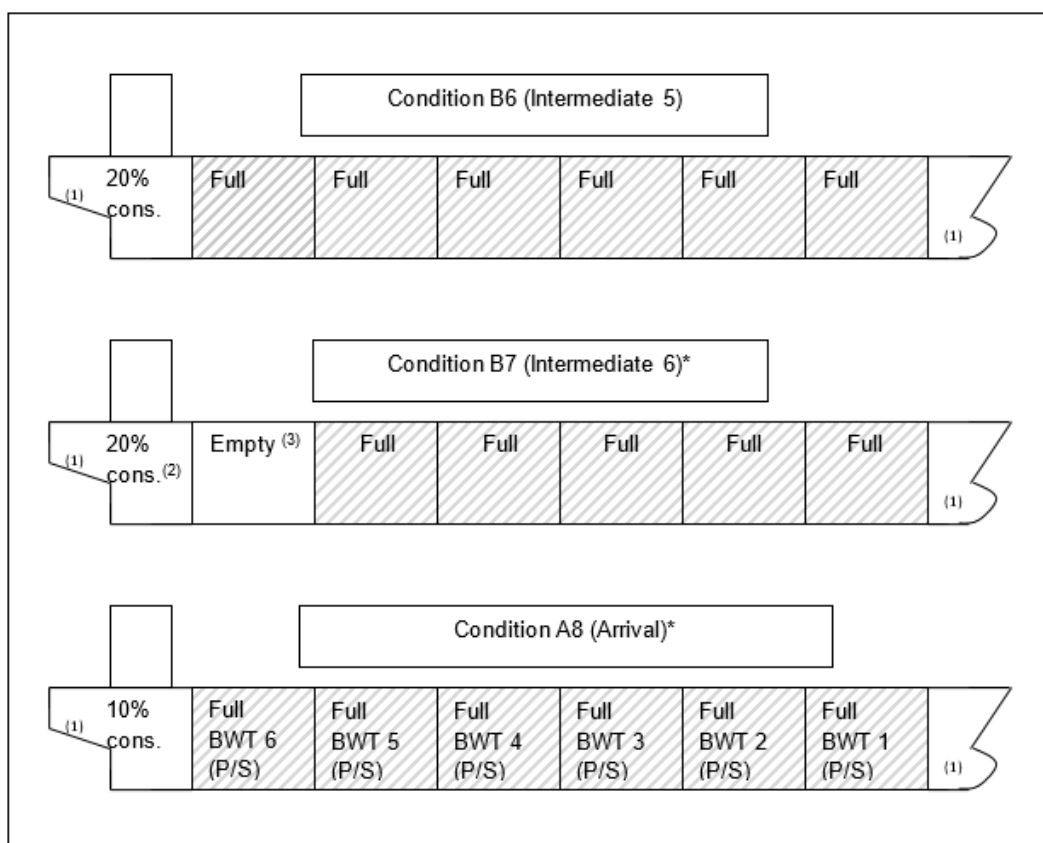 Condition B6 (Intermediate 5)
20% Full Full Full Full Full Full
(1) cons. (1)
Condition B7 (Intermediate 6)*
20% Empty (3) Full Full Full Full Full
(1) cons.(2) (1)
Condition A8 (Arrival)*
10% Full Full Full Full Full Full
(1) cons. BWT 6 BWT 5 BWT 4 BWT 3 BWT 2 BWT 1
(P/S) (P/S) (P/S) (P/S) (P/S) (P/S) (1)